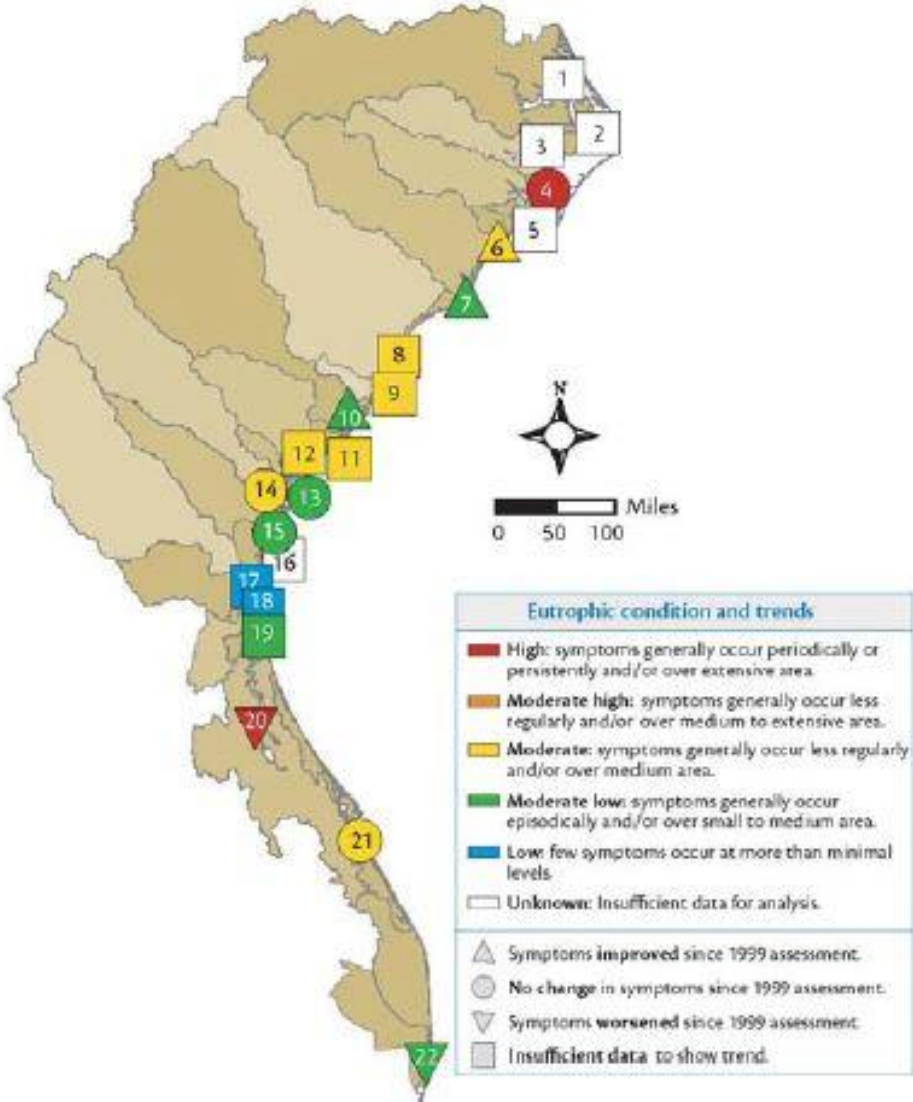 1
2
3
4
5
6
7
8
9
10
12
11
14
13
15
16
17
18
19
20
21
22
N
Miles
0 50 100
Eutrophic condition and trends
High: symptoms generally occur periodically or
persistently and/or over extensive area.
Moderate high: symptoms generally occur less
regularly and/or over medium to extensive area.
Moderate: symptoms generally occur less regularly
and/or over medium area.
Moderate low: symptoms generally occur
episodically and/or over small to medium area.
Low: few symptoms occur at more than minimal
levels
Unknown: Insufficient data for analysis.
Symptoms improved since 1999 assessment.
No change in symptoms since 1999 assessment.
Symptoms worsened since 1999 assessment.
Insufficient data to show trend.